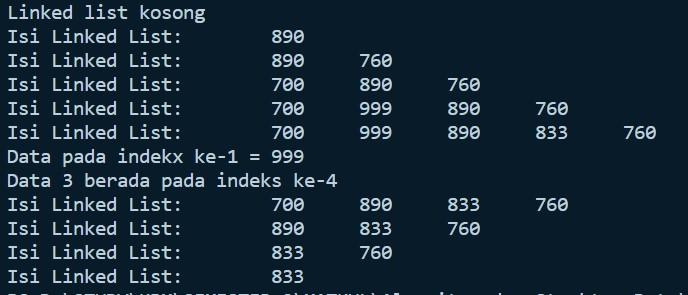 Linked list kosong
Isi Linked List: 890
Isi Linked List: 890 760
Isi Linked List: 700 890 760
Isi Linked List: 700 999 890 760
Isi Linked List: 700 999 890 833 760
Data pada indekx ke-1 = 999
Data 3 berada pada indeks ke-4
Isi Linked List: 700 890 833 760
Isi Linked List: 890 833 760
Isi Linked List: 833 760
Isi Linked List: 833